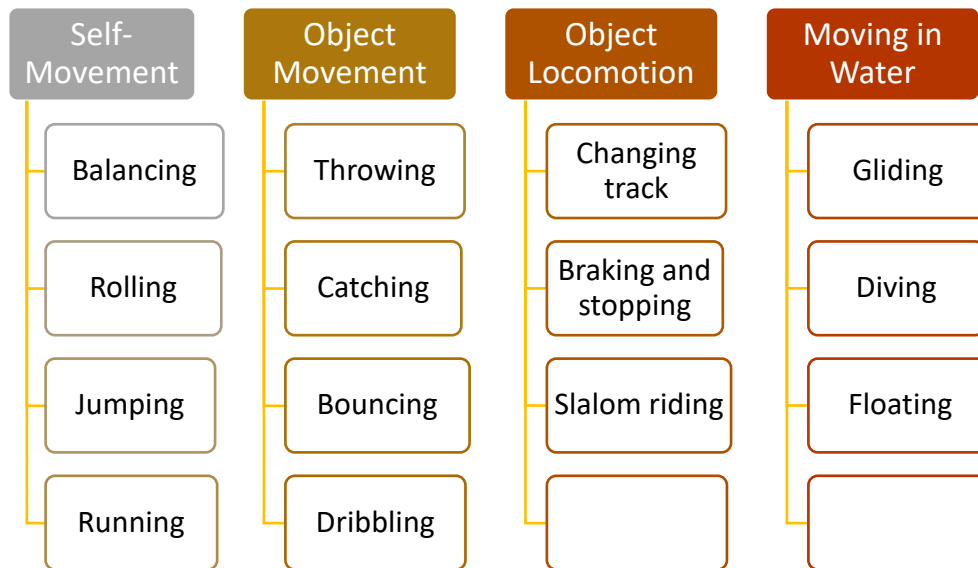 Self-
Movement
Balancing
Rolling
Jumping
Running
Object
Movement
Throwing
Catching
Bouncing
Dribbling
Object
Locomotion
Changing
track
Braking and
stopping
Slalom riding
Moving in
Water
Gliding
Diving
Floating